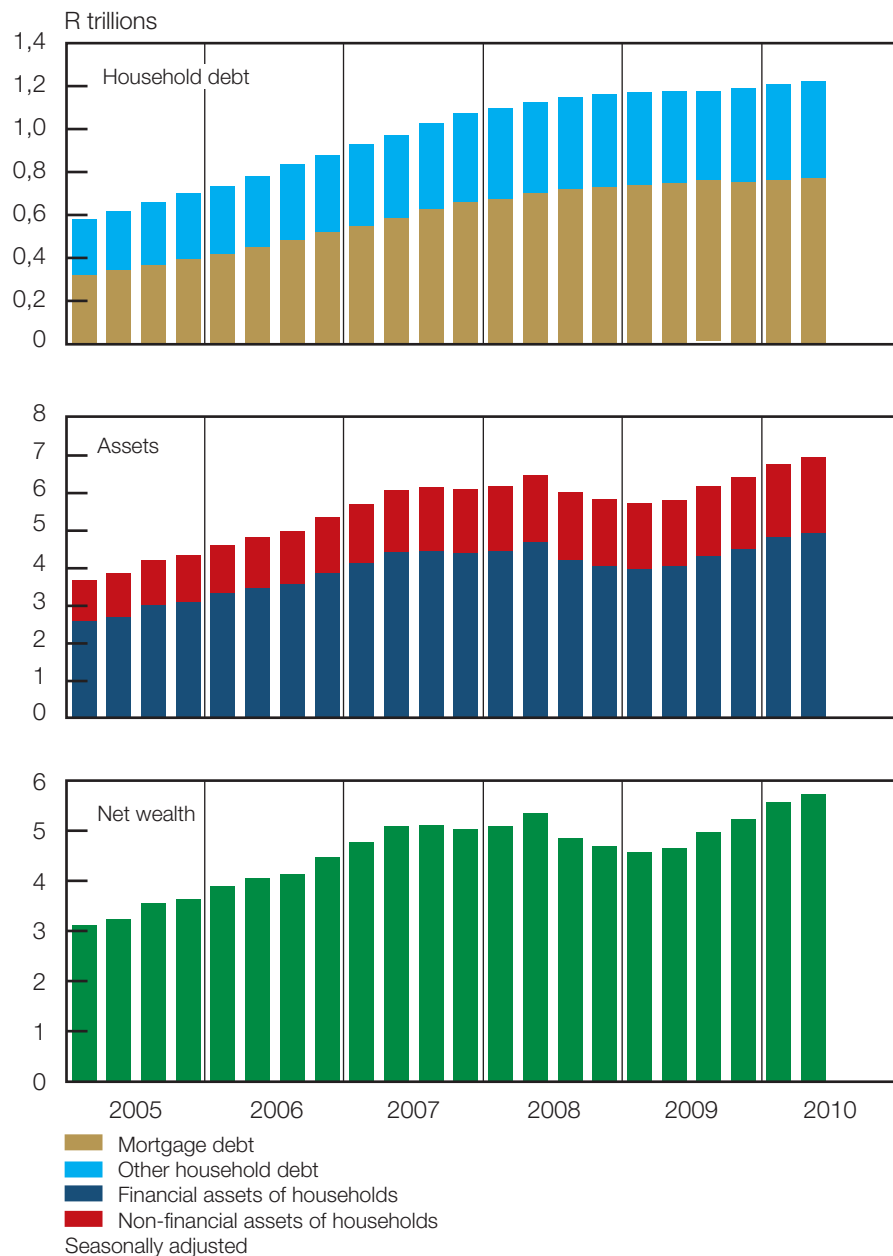 R trillions
1,4
Household debt
1,2
1,0
0,8
0,6
0,4
0,2
0
8
Assets
7
6
5
4
3
2
1
0
6
Net wealth
5
4
3
2
1
0
2005 2006 2007 2008 2009 2010
Mortgage debt
Other household debt
Financial assets of households
Non-financial assets of households
Seasonally adjusted